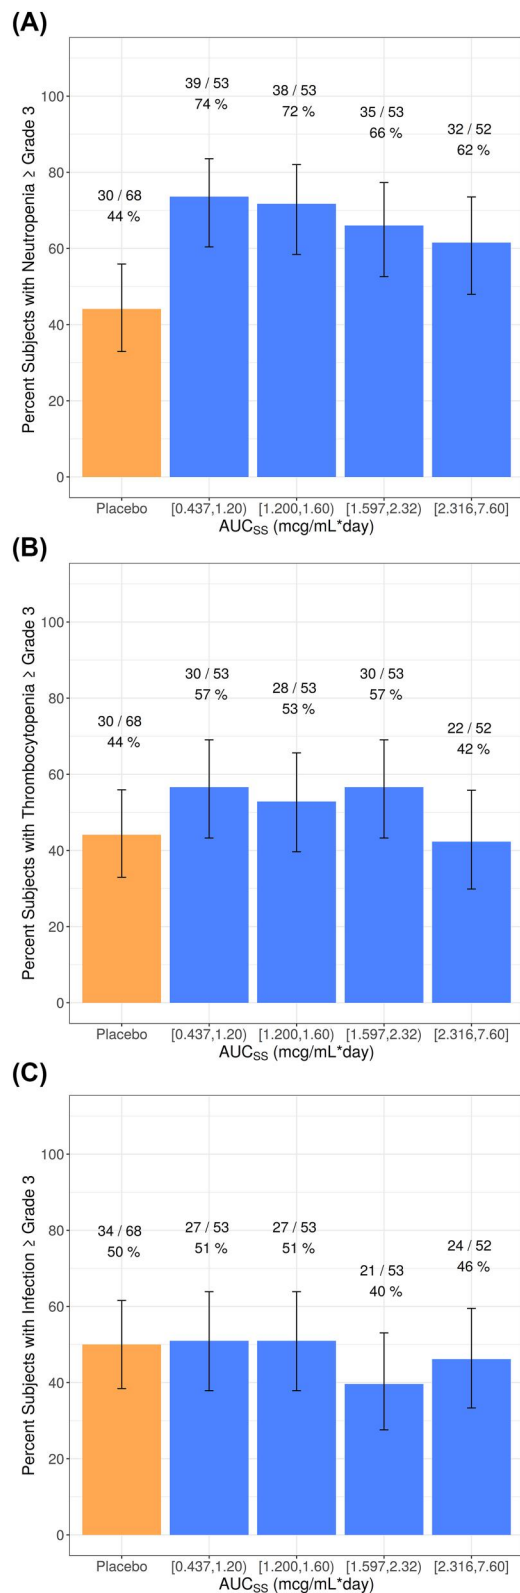 (A)
Percent Subjects with Neutropenia ≥ Grade 3
100
80
60
40
20
0
30 / 68
44 %
39 / 53
74 %
38 / 53
72 %
35 / 53
66 %
32 / 52
62 %
Placebo [0.437,1.20) [1.200,1.60) [1.597,2.32) [2.316,7.60]
AUCSS (mcg/mL*day)
(B)
Percent Subjects with Thrombocytopenia ≥ Grade 3
100
80
60
40
20
0
30 / 68
44 %
30 / 53
57 %
28 / 53
53 %
30 / 53
57 %
22 / 52
42 %
Placebo [0.437,1.20) [1.200,1.60) [1.597,2.32) [2.316,7.60]
AUCSS (mcg/mL*day)
(C)
Percent Subjects with Infection ≥ Grade 3
100
80
60
40
20
0
34 / 68
50 %
27 / 53
51 %
27 / 53
51 %
21 / 53
40 %
24 / 52
46 %
Placebo [0.437,1.20) [1.200,1.60) [1.597,2.32) [2.316,7.60]
AUCSS (mcg/mL*day)